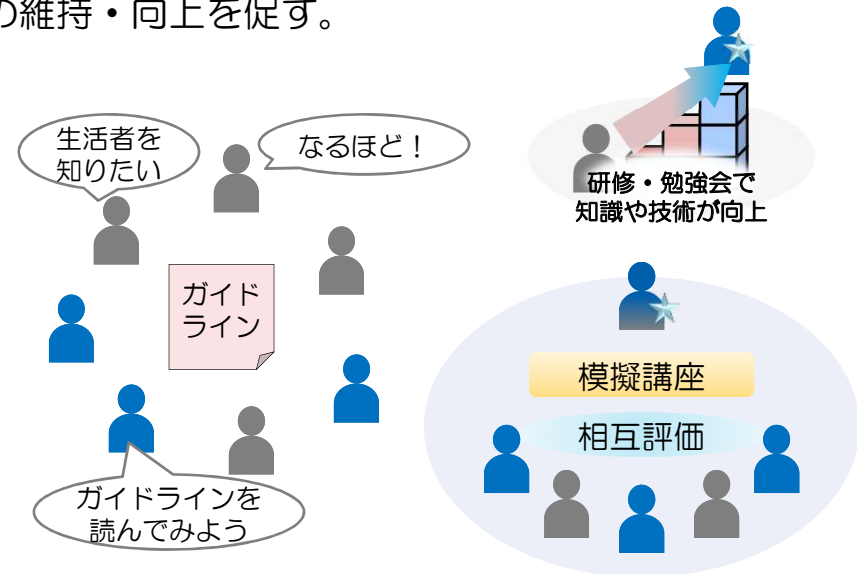 の維持・向上を促す。
生活者を
知りたい
なるほど！
ガイド
ライン
ガイドラインを
読んでみよう
研修・勉強会で
知識や技術が向上
模擬講座
相互評価